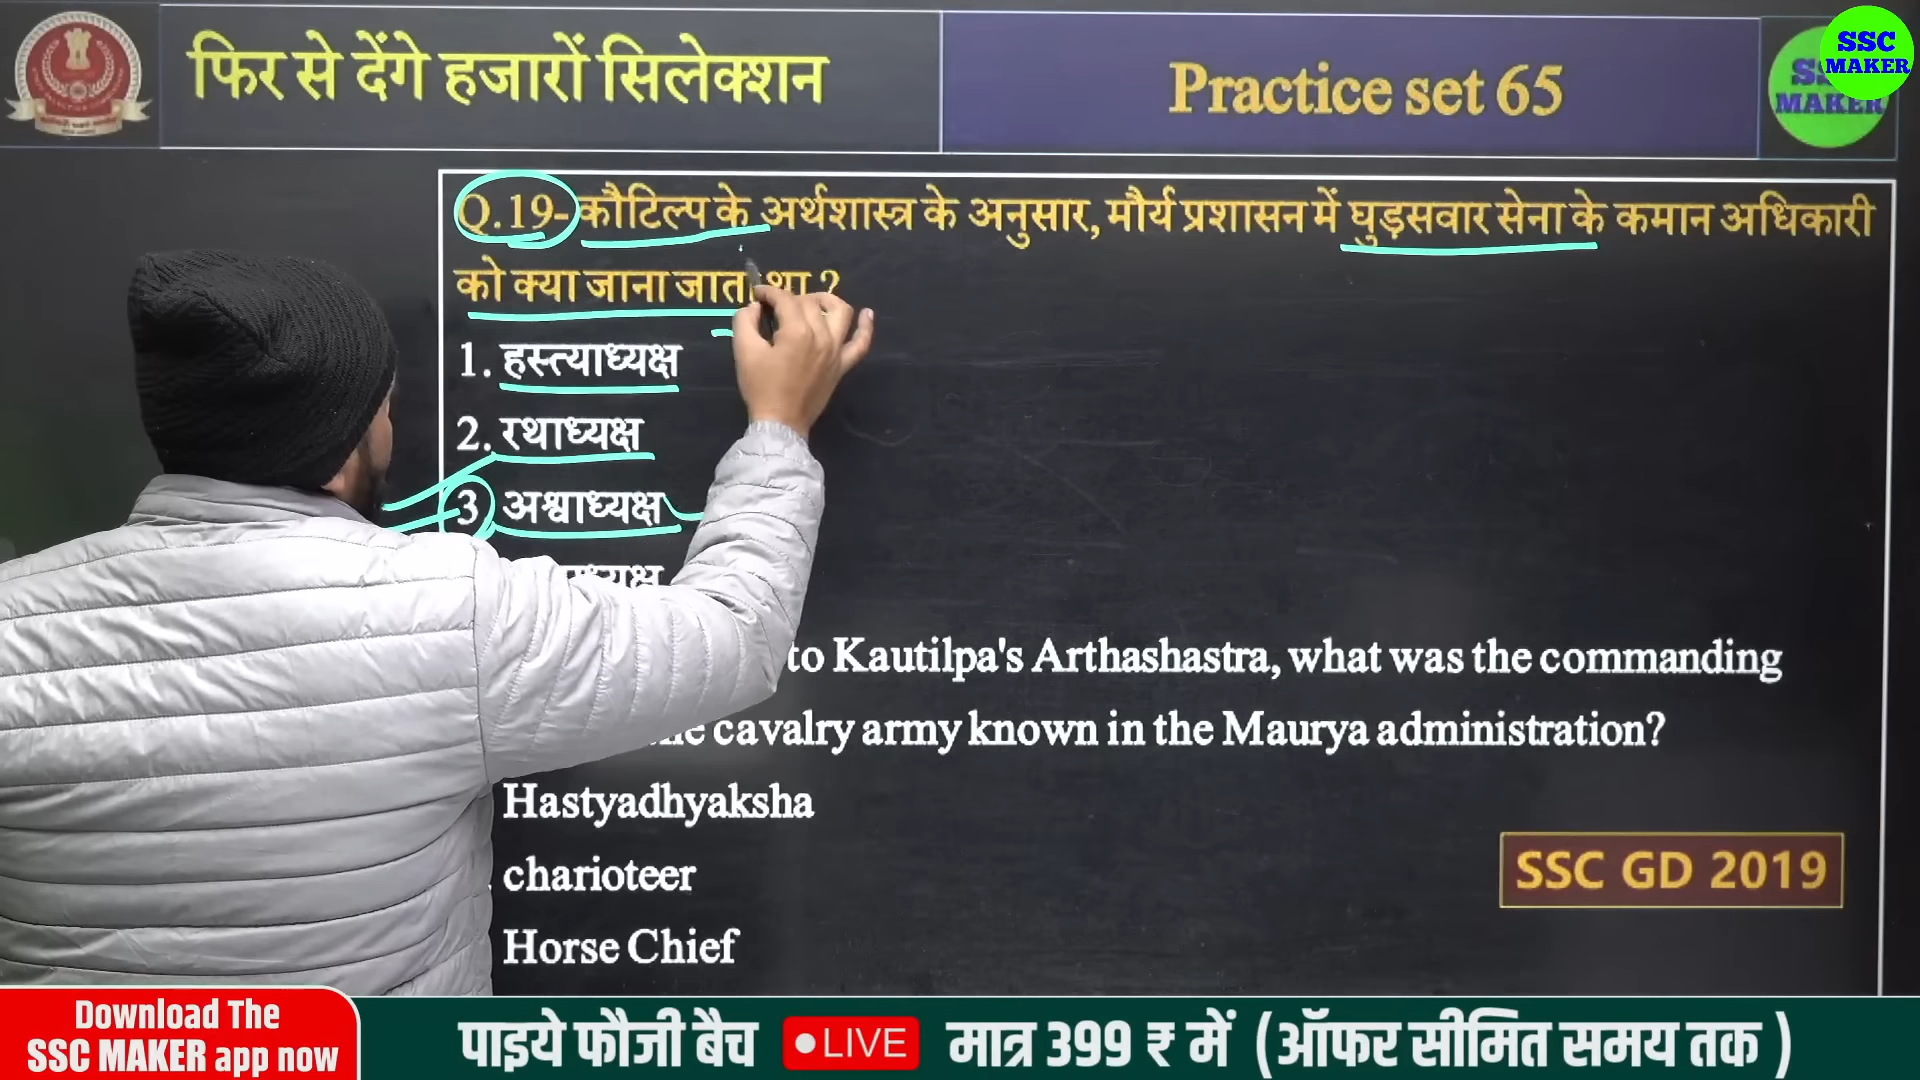 फिर से देंगे हजारों सिलेक्शन
Practice set 65
SSC
MAKER
MAKER
Q.19- कौटिल्प के अर्थशास्त्र के अनुसार, मौर्य प्रशासन में घुड़सवार सेना के कमान अधिकारी
को क्या जाना जाता था ?
1. हस्त्याध्यक्ष
2. रथाध्यक्ष
3 अश्वाध्यक्ष
to Kautilpa's Arthashastra, what was the commanding
cavalry army known in the Maurya administration?
Hastyadhyaksha
charioteer
Horse Chief
SSC GD 2019
Download The
SSC MAKER app now
पाइये फौजी बैच LIVE मात्र 399 ₹ में (ऑफर सीमित समय तक )